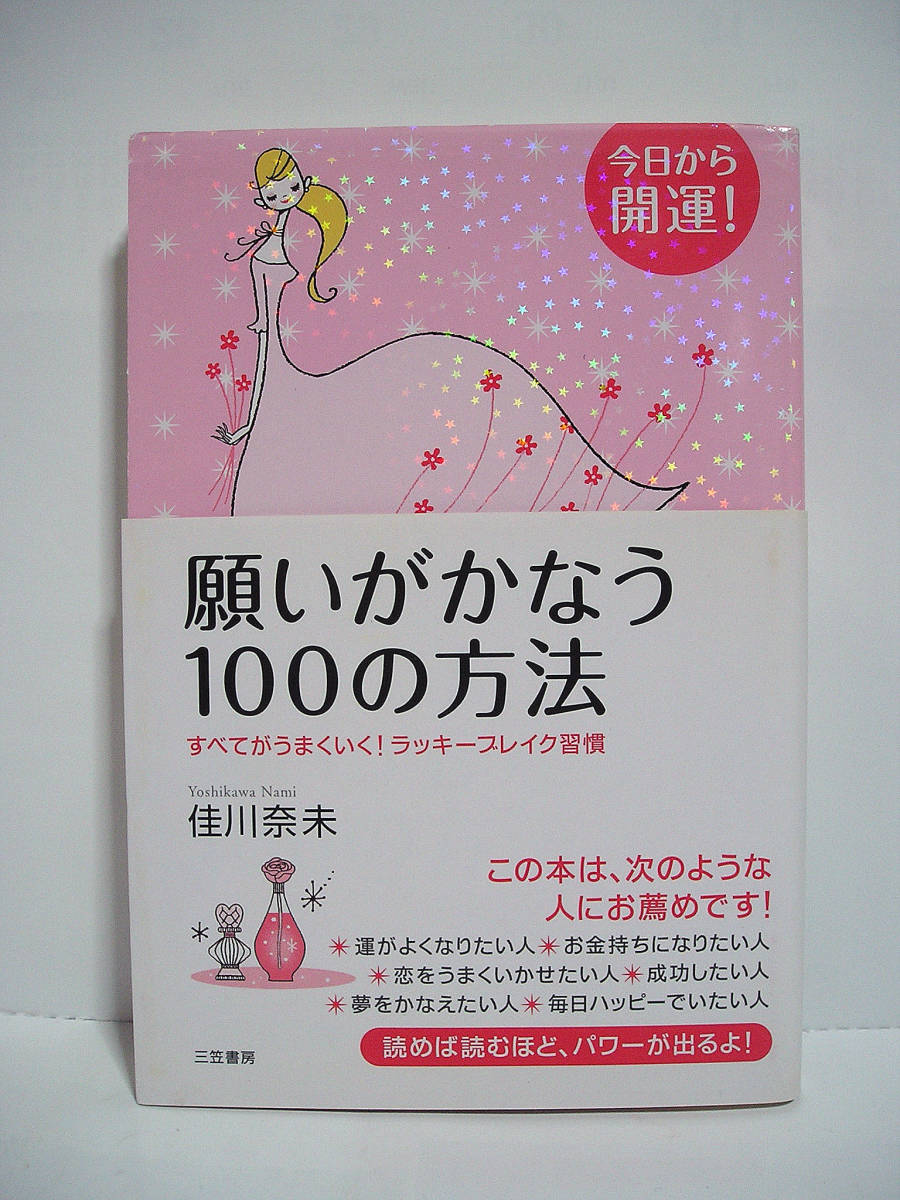 今日から
開運!
願いがかなう
100の方法
すべてがうまくいく!ラッキーブレイク習慣
Yoshikawa Nami
佳川奈未
この本は、次のような
人にお薦めです!
＊運がよくなりたい人＊お金持ちになりたい人
＊恋をうまくいかせたい人＊成功したい人
＊夢をかなえたい人＊毎日ハッピーでいたい人
読めば読むほど、パワーが出るよ!
三笠書房